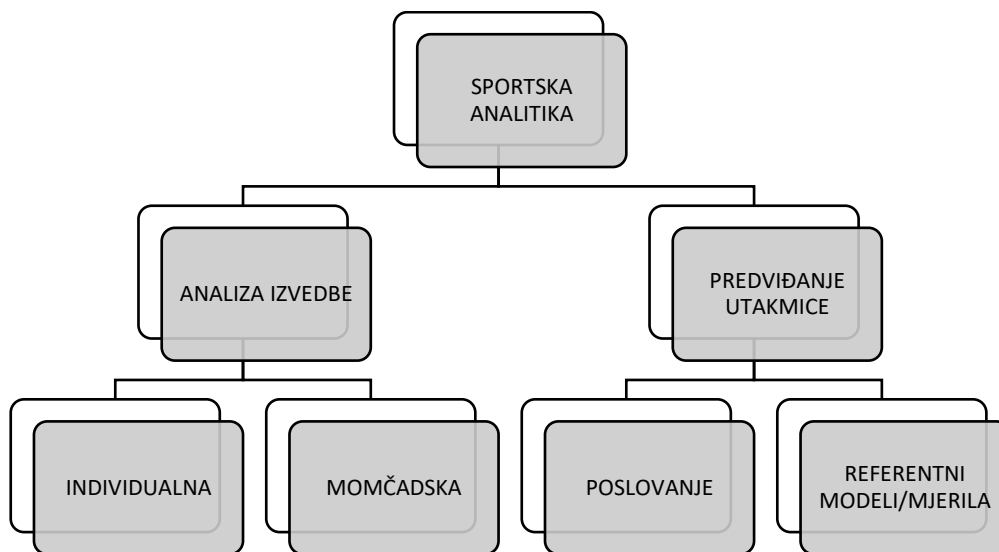 SPORTSKA
ANALITIKA
ANALIZA IZVEDBE
PREDVIĐANJE
UTAKMICE
INDIVIDUALNA
MOMČADSKA
POSLOVANJE
REFERENTNI
MODELI/MJERILA